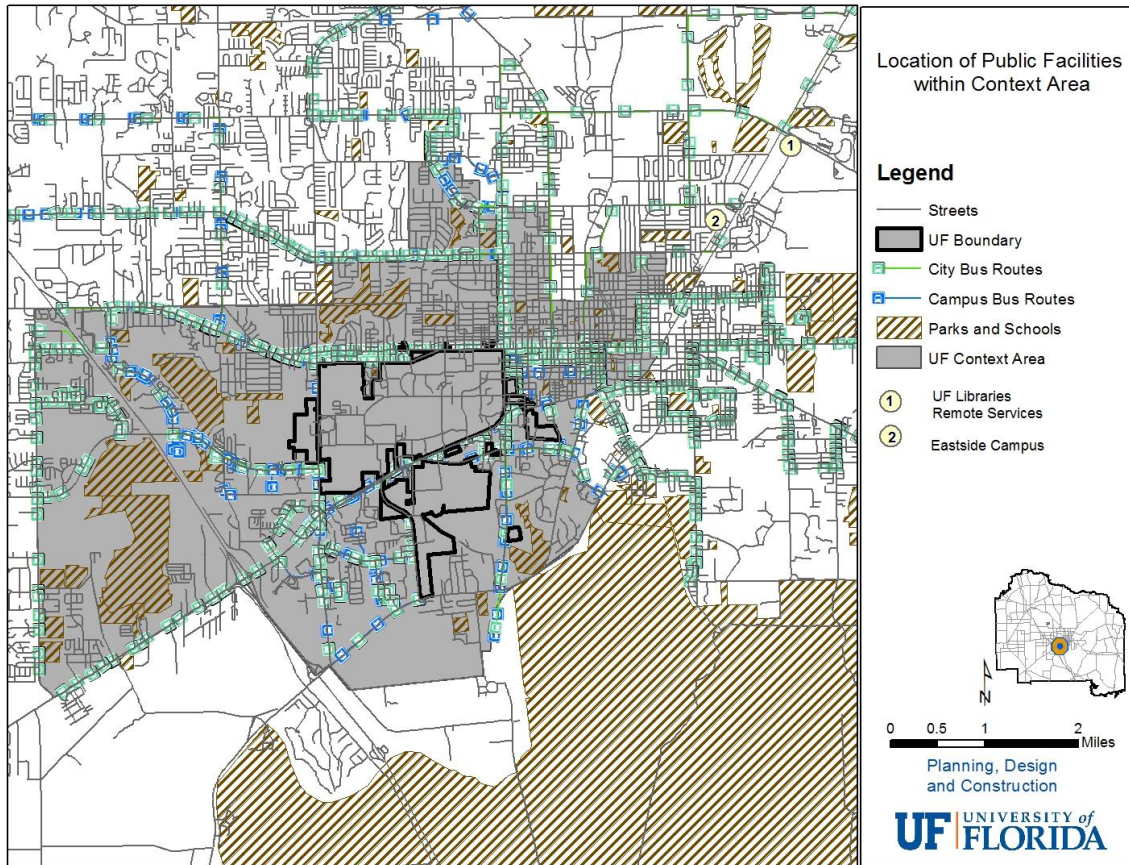 Location of Public Facilities
within Context Area
Legend
Streets
UF Boundary
City Bus Routes
Campus Bus Routes
Parks and Schools
UF Context Area
1 UF Libraries
Remote Services
2 Eastside Campus
1
2
N
0 0.5 1 2
Miles
Planning, Design
and Construction
UF UNIVERSITY of
FLORIDA